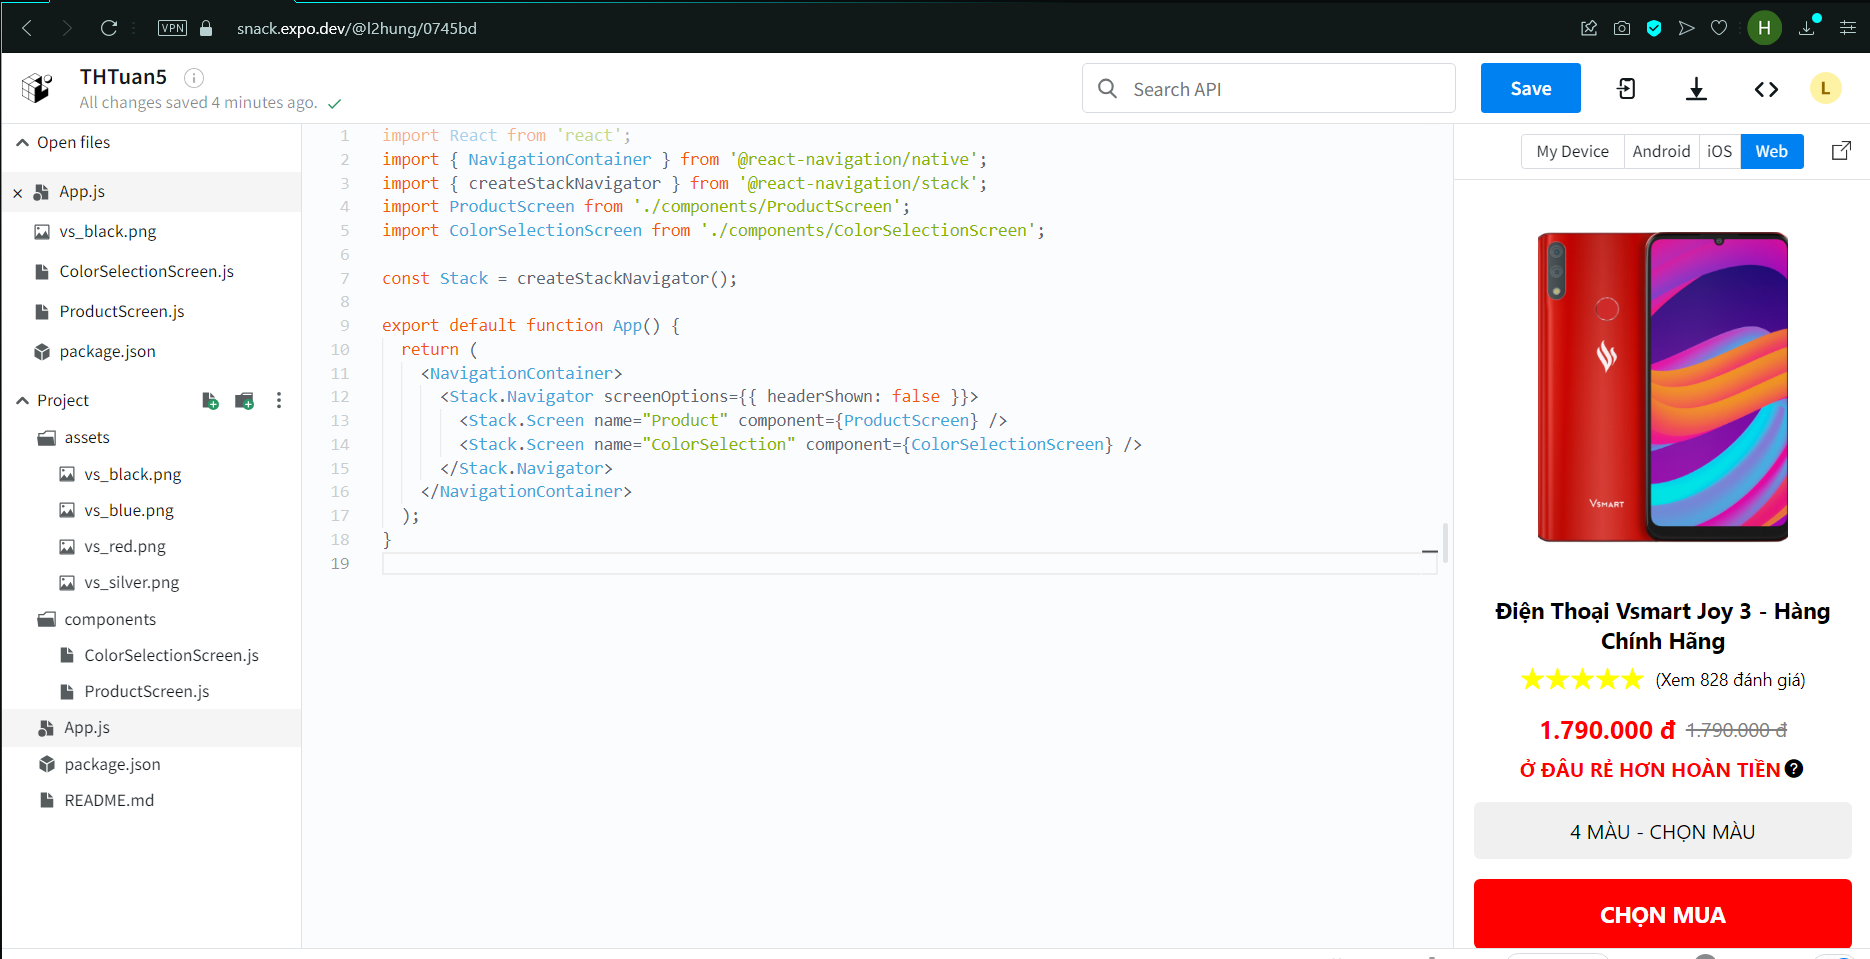 VPN snack.expo.dev/@l2hung/0745bd H
THTuan5
All changes saved 4 minutes ago.
Search API
Save
L
Open files
App.js
vs_black.png
ColorSelectionScreen.js
ProductScreen.js
package.json
Project
assets
vs_black.png
vs_blue.png
vs_red.png
vs_silver.png
components
ColorSelectionScreen.js
ProductScreen.js
App.js
package.json
README.md
1 import React from 'react';
2 import { NavigationContainer } from '@react-navigation/native';
3 import { createStackNavigator } from '@react-navigation/stack';
4 import ProductScreen from './components/ProductScreen';
5 import ColorSelectionScreen from './components/ColorSelectionScreen';
6
7 const Stack = createStackNavigator();
8
9 export default function App() {
10 return (
11 <NavigationContainer>
12 <Stack.Navigator screenOptions={{ headerShown: false }}>
13 <Stack.Screen name="Product" component={ProductScreen} />
14 <Stack.Screen name="ColorSelection" component={ColorSelectionScreen} />
15 </Stack.Navigator>
16 </NavigationContainer>
17 );
18 }
19
My Device Android iOS Web
VSMART
Điện Thoại Vsmart Joy 3 - Hàng
Chính Hãng
(Xem 828 đánh giá)
1.790.000 đ 1.790.000 đ
Ở ĐÂU RẺ HƠN HOÀN TIỀN ?
4 MÀU - CHỌN MÀU
CHỌN MUA